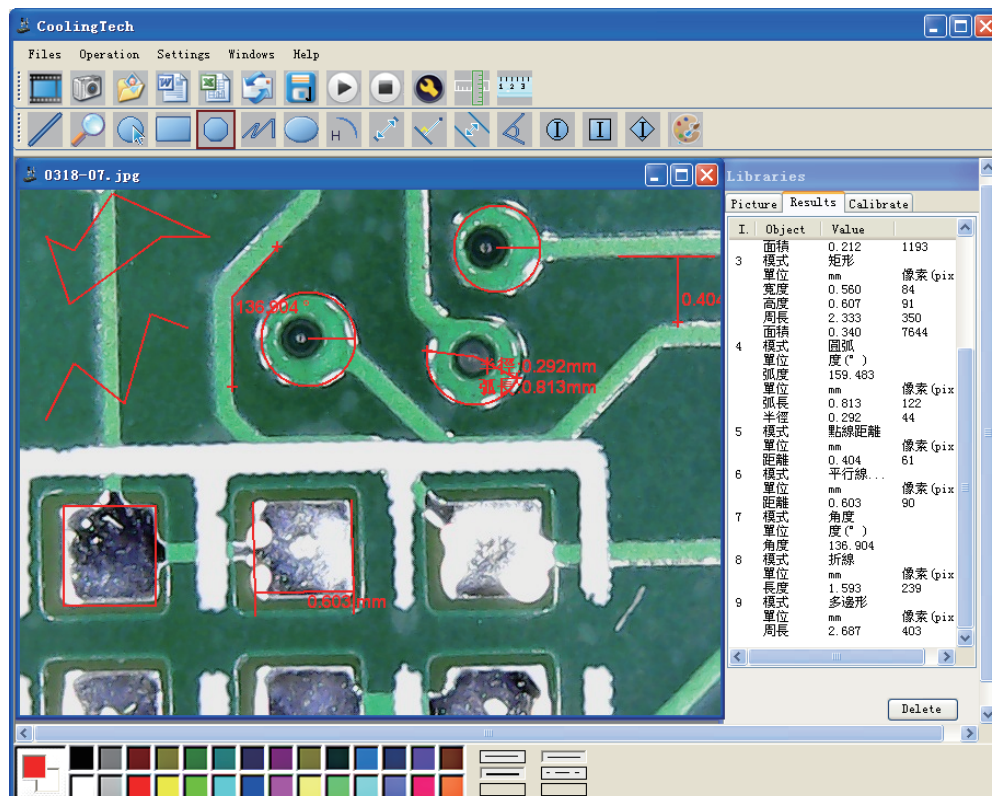 CoolingTech
Files Operation Settings Windows Help
1 2 3
H
0318-07.jpg
136.904 °
0.404
半徑:0.292mm
弧長:0.813mm
0.603 mm
Libraries
Picture Results Calibrate
I. Object Value
面積 0.212 1193
3 模式 矩形
單位 mm 像素(pix
寬度 0.560 84
高度 0.607 91
周長 2.333 350
面積 0.340 7644
4 模式 圓弧
單位 度(°)
弧度 159.483
單位 mm 像素(pix
弧長 0.813 122
半徑 0.292 44
5 模式 點線距離
單位 mm 像素(pix
距離 0.404 61
6 模式 平行線...
單位 mm 像素(pix
距離 0.603 90
7 模式 角度
單位 度(°)
角度 136.904
8 模式 折線
單位 mm 像素(pix
長度 1.593 239
9 模式 多邊形
單位 mm 像素(pix
周長 2.687 403
Delete